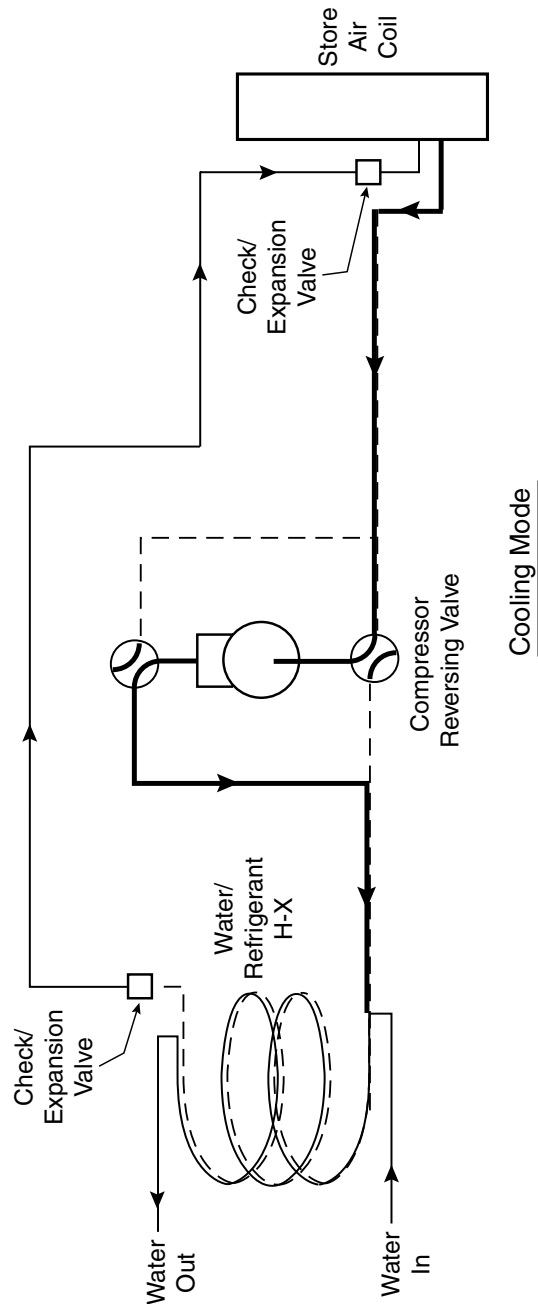 Water
Out
Water
In
Check/
Expansion
Valve
Water/
Refrigerant
H-X
Compressor
Reversing Valve
Check/
Expansion
Valve
Store
Air
Coil
Cooling Mode